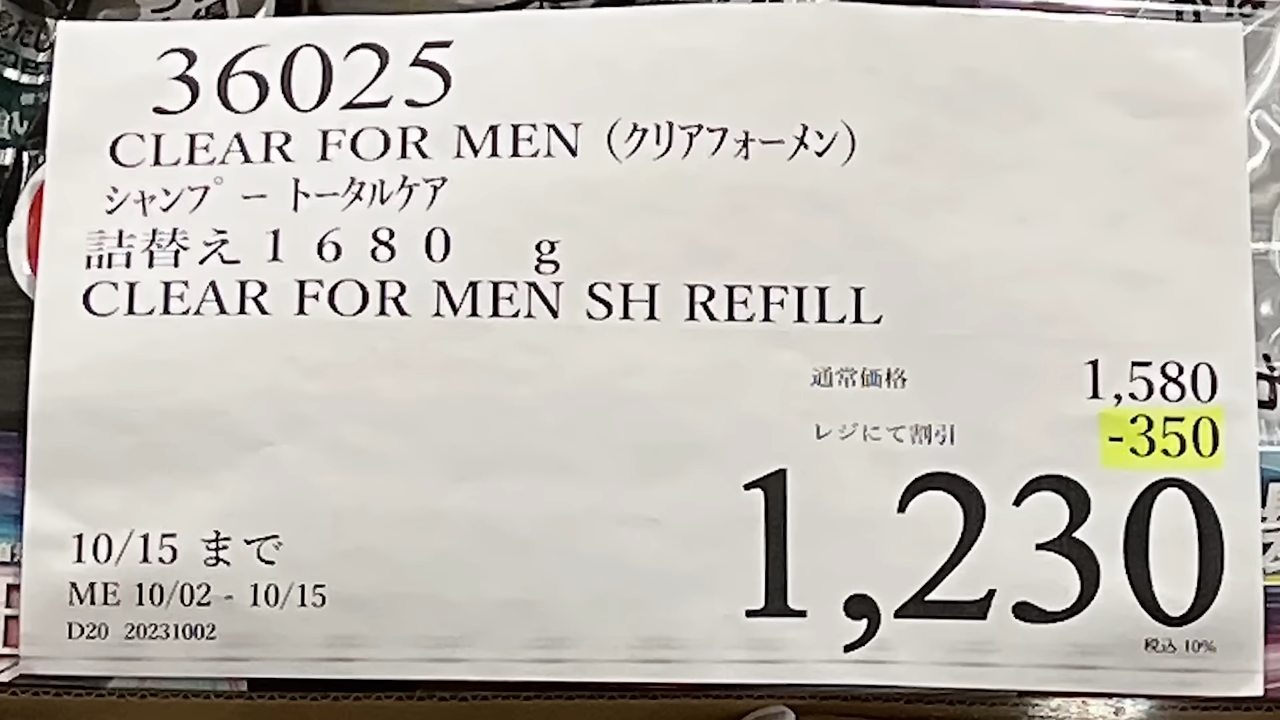 36025
CLEAR FOR MEN (クリアフォーメン)
シャンプー トータルケア
詰替え1680 g
CLEAR FOR MEN SH REFILL
通常価格 1,580
レジにて割引 -350
1,230
税込 10%
10/15 まで
ME 10/02 - 10/15
D20 20231002